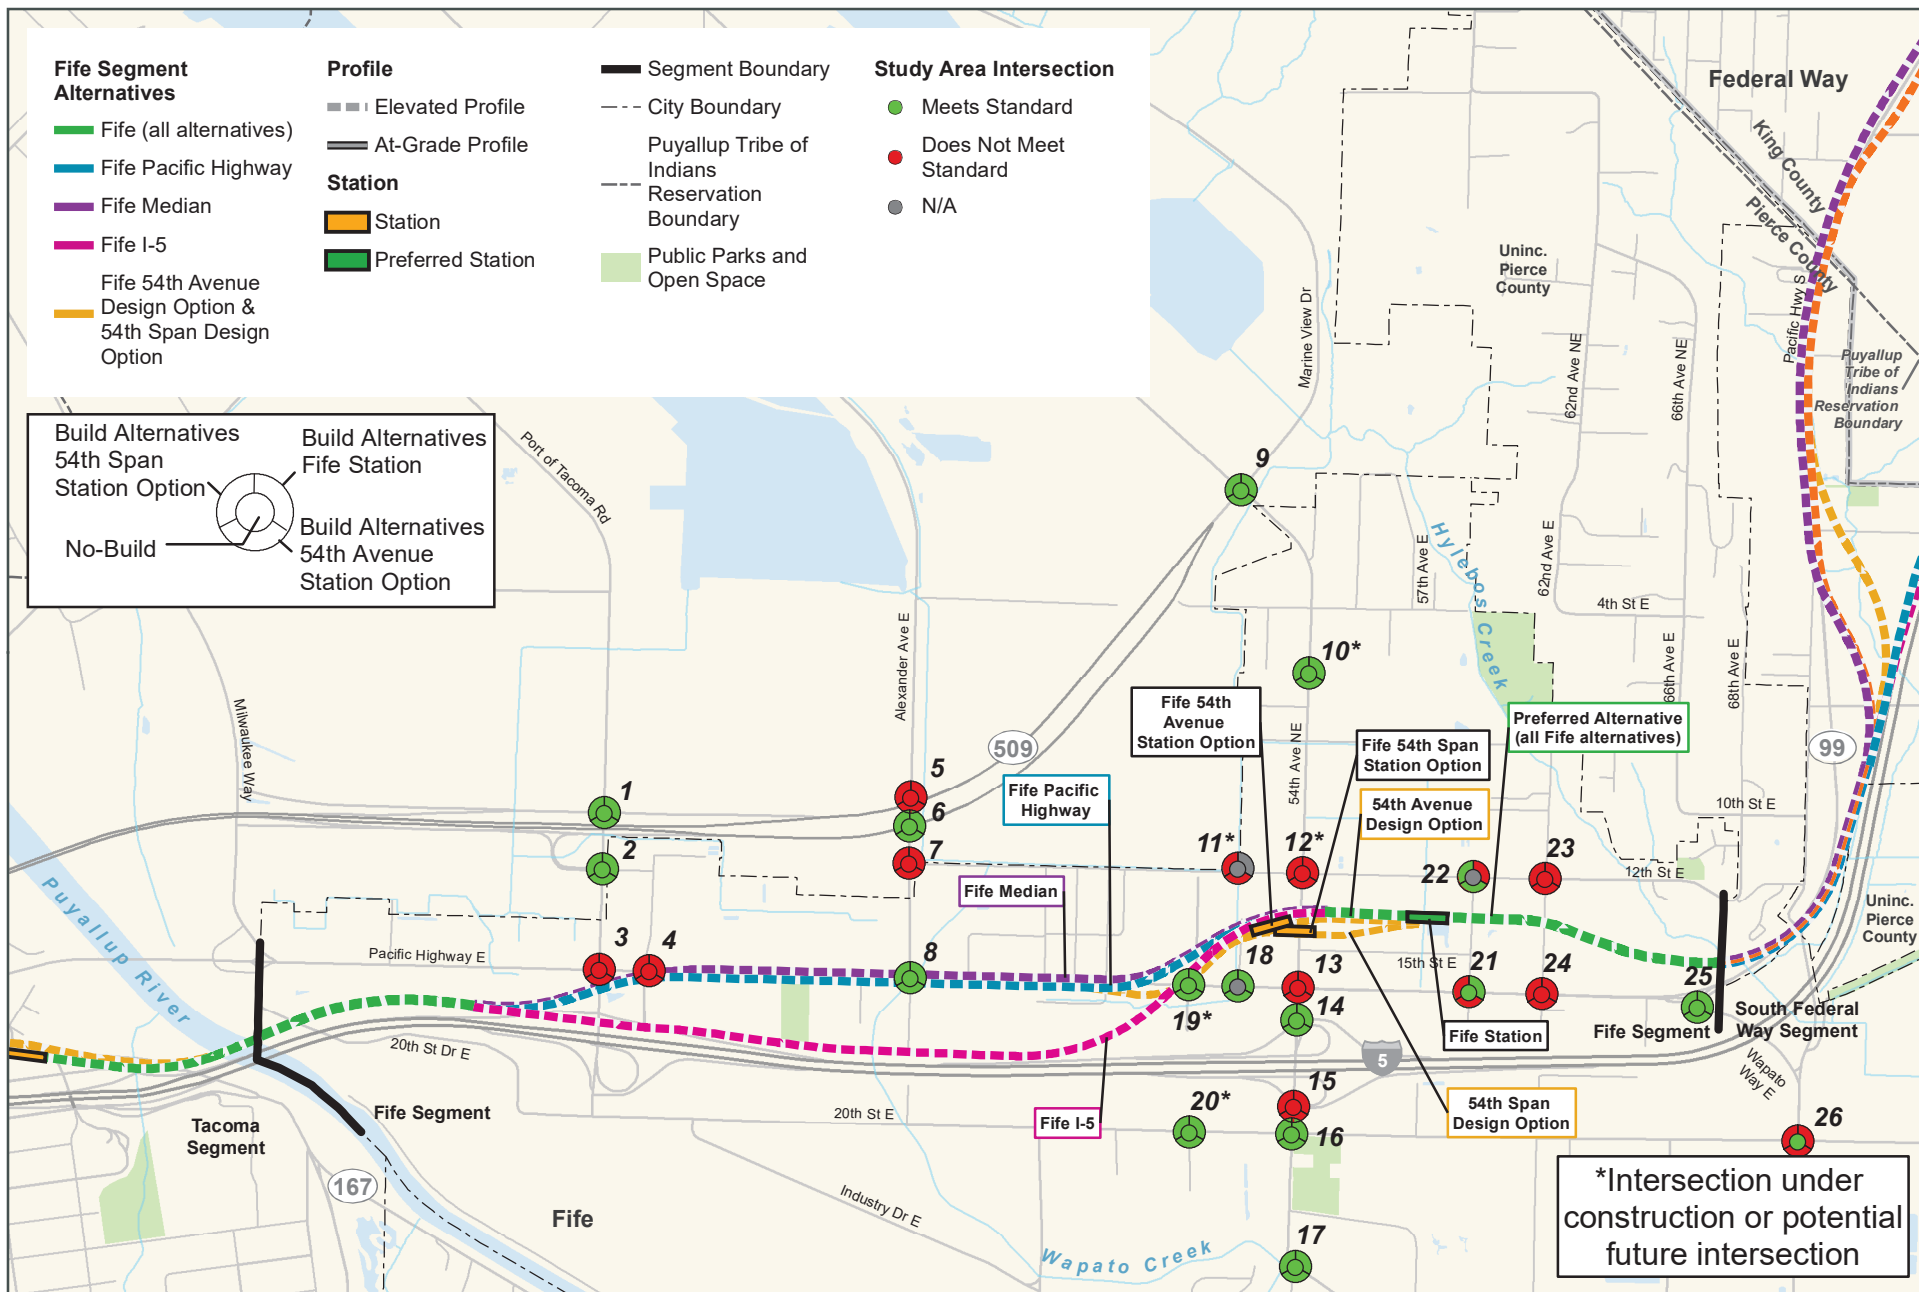 Fife Segment
Alternatives
Fife (all alternatives)
Fife Pacific Highway
Fife Median
Fife I-5
Fife 54th Avenue
Design Option &
54th Span Design
Option
Profile
Elevated Profile
At-Grade Profile
Station
Station
Preferred Station
Segment Boundary
City Boundary
Puyallup Tribe of
Indians
Reservation
Boundary
Public Parks and
Open Space
Study Area Intersection
Meets Standard
Does Not Meet
Standard
N/A
Build Alternatives
54th Span
Station Option
Build Alternatives
Fife Station
No-Build
Build Alternatives
54th Avenue
Station Option
Federal Way
King County
Pierce County
Uninc.
Pierce
County
Marine View Dr
62nd Ave NE
66th Ave NE
Pacific Hwy S
Puyallup
Tribe of
Indians
Reservation
Boundary
Port of Tacoma Rd
9
Hylebos Creek
57th Ave E
62nd Ave E
4th St E
66th Ave E
68th Ave E
Alexander Ave E
Milwaukee Way
10*
54th Ave NE
Fife 54th
Avenue
Station Option
Fife 54th Span
Station Option
Preferred Alternative
(all Fife alternatives)
509
99
5
1
6
Fife Pacific
Highway
54th Avenue
Design Option
10th St E
2
7
11*
12*
22
23
12th St E
Puyallup River
Fife Median
Uninc.
Pierce
County
Pacific Highway E
3
4
8
18
13
15th St E
21
24
25
19*
14
Fife Station
Fife Segment
South Federal
Way Segment
20th St Dr E
5
Wapato
Way E
15
20*
16
54th Span
Design Option
26
Fife I-5
20th St E
Tacoma
Segment
Fife Segment
167
Fife
Industry Dr E
Wapato Creek
17
*Intersection under
construction or potential
future intersection